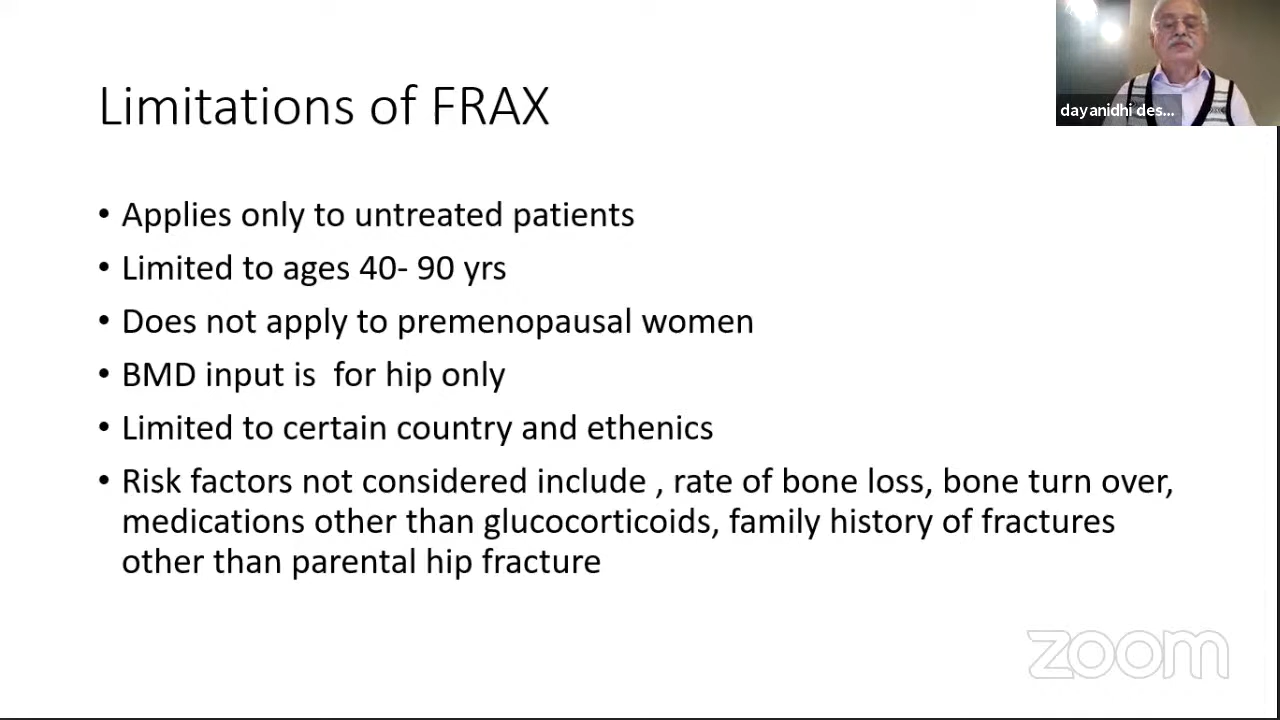 Limitations of FRAX
dayanidhi des...
• Applies only to untreated patients
• Limited to ages 40- 90 yrs
• Does not apply to premenopausal women
• BMD input is  for hip only
• Limited to certain country and ethenics
• Risk factors not considered include , rate of bone loss, bone turn over,
medications other than glucocorticoids, family history of fractures
other than parental hip fracture
zoom